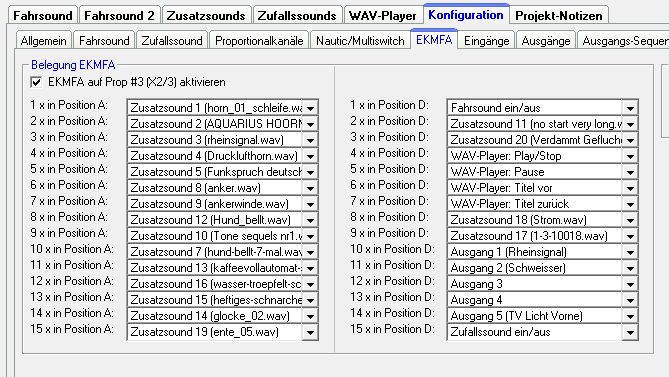 Fahrsound Fahrsound 2 Zusatzsounds Zufallssounds WAV-Player Konfiguration Projekt-Notizen
Allgemein Fahrsound Zufallssound Proportionalkanäle Nautic/Multiswitch EKMFA Eingänge Ausgänge Ausgangs-Sequen
Belegung EKMFA
EKMFA auf Prop #3 (X2/3) aktivieren
1 x in Position A: Zusatzsound 1 (horn_01_schleife.wa
2 x in Position A: Zusatzsound 2 (AQUARIUS HOORN
3 x in Position A: Zusatzsound 3 (rheinsignal.wav)
4 x in Position A: Zusatzsound 4 (Drucklufthorn.wav)
5 x in Position A: Zusatzsound 5 (Funkspruch deutsch
6 x in Position A: Zusatzsound 8 (anker.wav)
7 x in Position A: Zusatzsound 9 (ankerwinde.wav)
8 x in Position A: Zusatzsound 12 (Hund_bellt.wav)
9 x in Position A: Zusatzsound 10 (Tone sequels nr1.w
10 x in Position A: Zusatzsound 7 (hund-bellt-7-mal.wav)
11 x in Position A: Zusatzsound 13 (kaffeevollautomat-s
12 x in Position A: Zusatzsound 16 (wasser-troepfelt-sc
13 x in Position A: Zusatzsound 15 (heftiges-schnarche
14 x in Position A: Zusatzsound 14 (glocke_02.wav)
15 x in Position A: Zusatzsound 19 (ente_05.wav)
1 x in Position D: Fahrsound ein/aus
2 x in Position D: Zusatzsound 11 (no start very long.w
3 x in Position D: Zusatzsound 20 (Verdammt Gefluche
4 x in Position D: WAV-Player: Play/Stop
5 x in Position D: WAV-Player: Pause
6 x in Position D: WAV-Player: Titel vor
7 x in Position D: WAV-Player: Titel zurück
8 x in Position D: Zusatzsound 18 (Strom.wav)
9 x in Position D: Zusatzsound 17 (1-3-10018.wav)
10 x in Position D: Ausgang 1 (Rheinsignal)
11 x in Position D: Ausgang 2 (Schweisser)
12 x in Position D: Ausgang 3
13 x in Position D: Ausgang 4
14 x in Position D: Ausgang 5 (TV Licht Vorne)
15 x in Position D: Zufallssound ein/aus